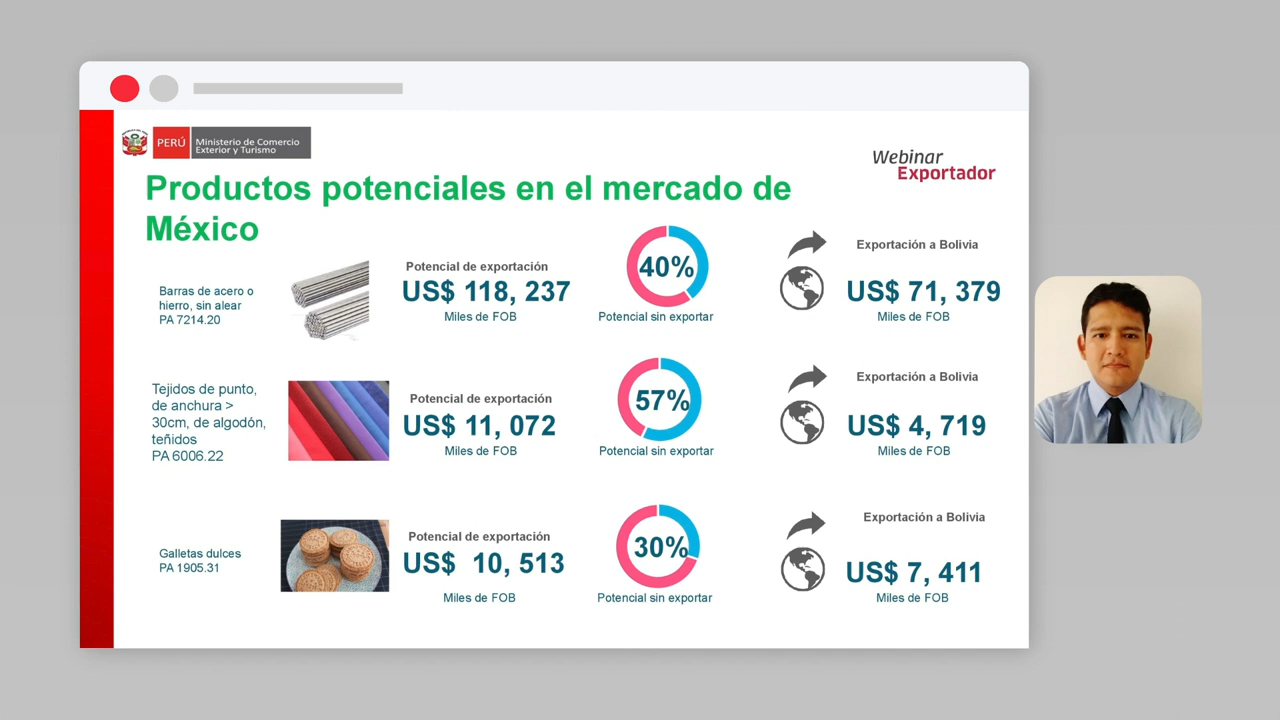 PERÚ
Ministerio de Comercio
Exterior y Turismo
Webinar
Exportador
Productos potenciales en el mercado de
México
Barras de acero o
hierro, sin alear
PA 7214.20
Potencial de exportación
US$ 118, 237
Miles de FOB
40%
Potencial sin exportar
Exportación a Bolivia
US$ 71, 379
Miles de FOB
Tejidos de punto,
de anchura >
30cm, de algodón,
teñidos
PA 6006.22
Potencial de exportación
US$ 11, 072
Miles de FOB
57%
Potencial sin exportar
Exportación a Bolivia
US$ 4, 719
Miles de FOB
Galletas dulces
PA 1905.31
Potencial de exportación
US$ 10, 513
Miles de FOB
30%
Potencial sin exportar
Exportación a Bolivia
US$ 7, 411
Miles de FOB